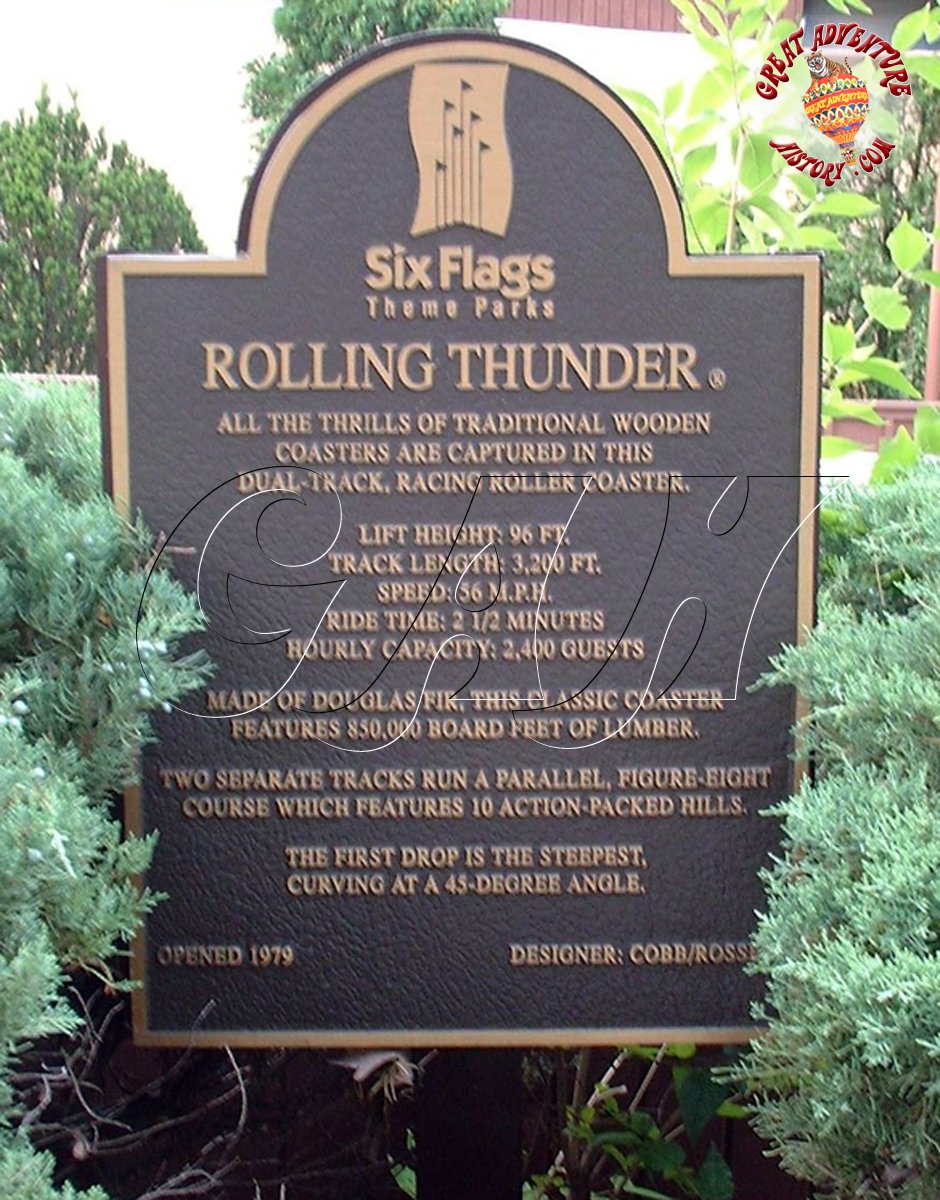 GREAT ADVENTURE
GREAT ADVENTURE
HISTORY.COM
Six Flags
Theme Parks
ROLLING THUNDER®
ALL THE THRILLS OF TRADITIONAL WOODEN
COASTERS ARE CAPTURED IN THIS
DUAL-TRACK, RACING ROLLER COASTER.
LIFT HEIGHT: 96 FT.
TRACK LENGTH: 3,200 FT.
SPEED: 56 M.P.H.
RIDE TIME: 2 1/2 MINUTES
HOURLY CAPACITY: 2,400 GUESTS
GAH
MADE OF DOUGLAS FIR, THIS CLASSIC COASTER
FEATURES 850,000 BOARD FEET OF LUMBER.
TWO SEPARATE TRACKS RUN A PARALLEL, FIGURE-EIGHT
COURSE WHICH FEATURES 10 ACTION-PACKED HILLS.
THE FIRST DROP IS THE STEEPEST,
CURVING AT A 45-DEGREE ANGLE.
OPENED 1979
DESIGNER: COBB/ROSSE